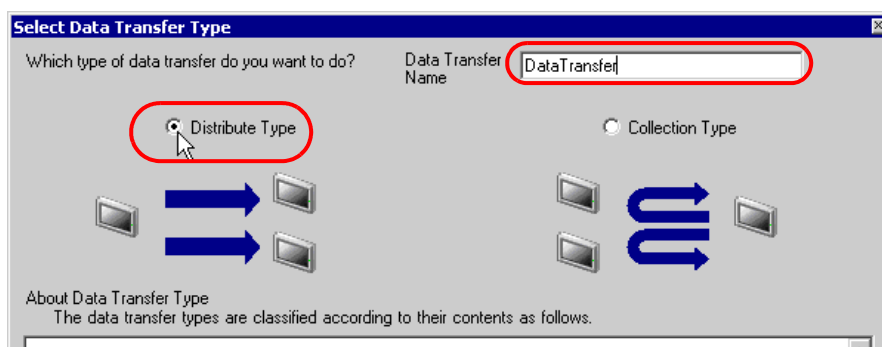 Select Data Transfer Type
Which type of data transfer do you want to do?
Data Transfer
Name
DataTransfer
Distribute Type
Collection Type
About Data Transfer Type
The data transfer types are classified according to their contents as follows.